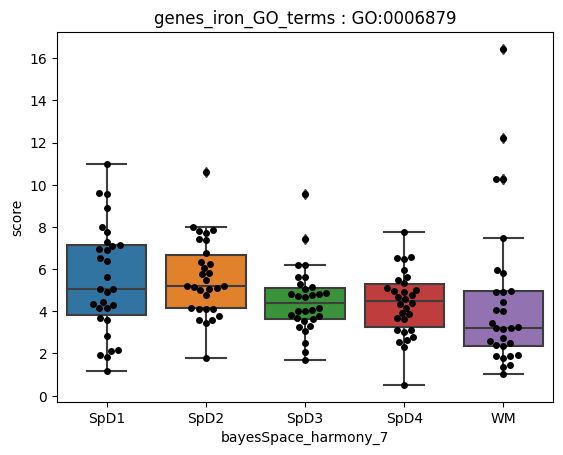 genes_iron_GO_terms : GO:0006879
16
14
12
10
8
6
4
2
0
score
SpD1 SpD2 SpD3 SpD4 WM
bayesSpace_harmony_7